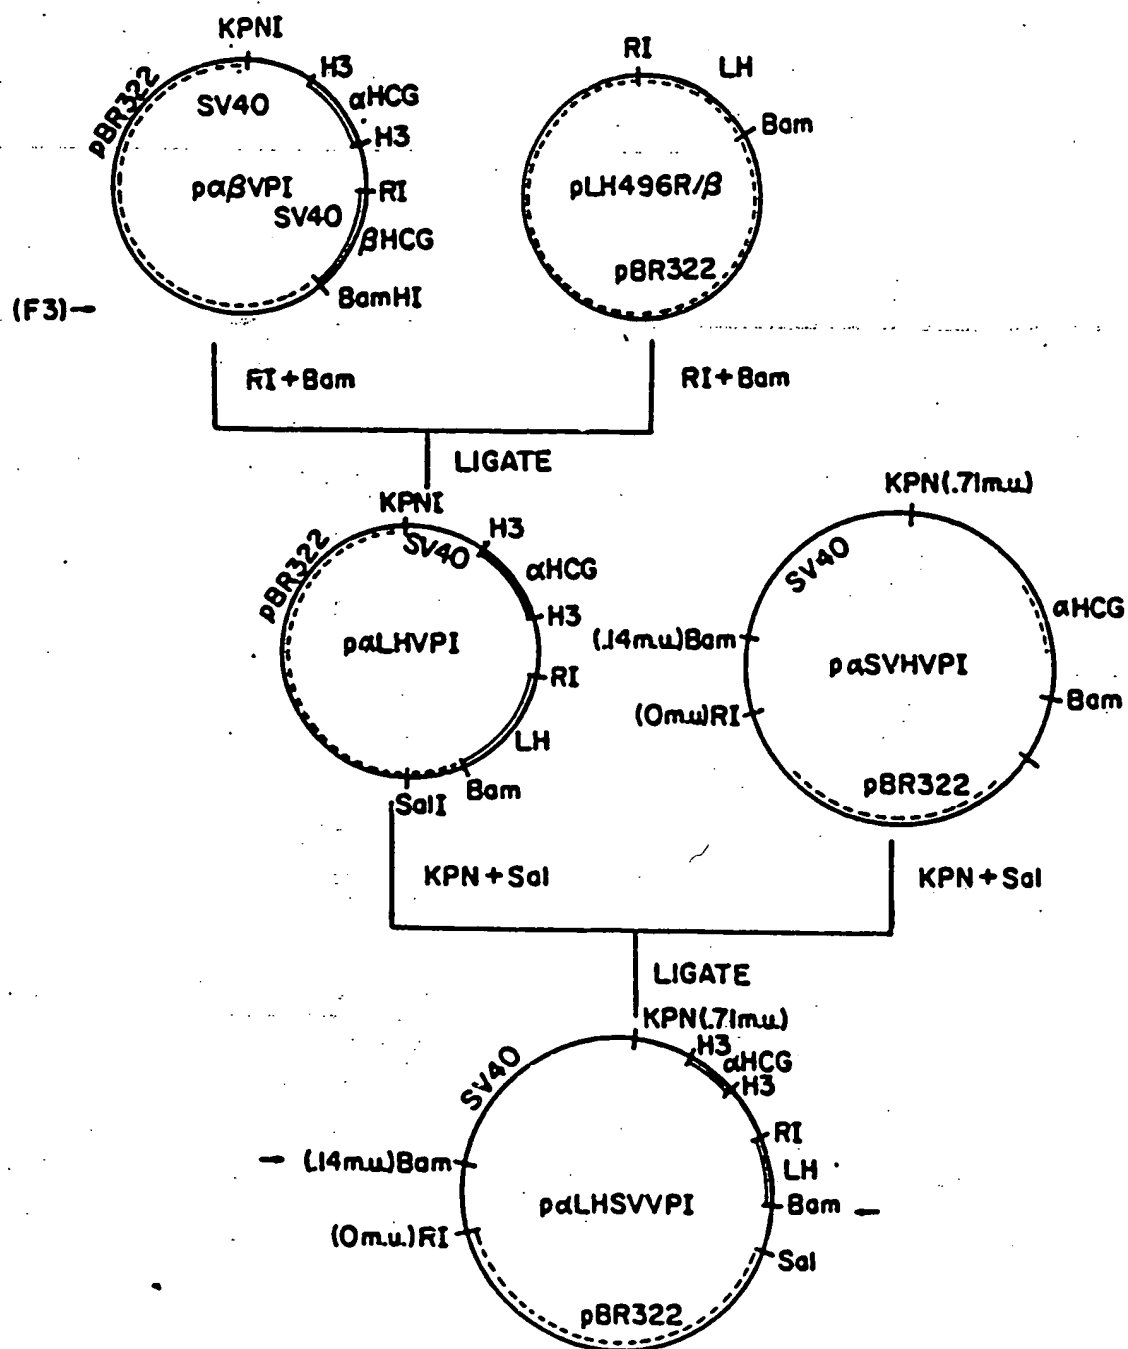 KPNI
H3
αHCG
H3
pBR322
SV40
pαβVPI
RI
SV40
βHCG
BamHI
(F3)
RI
LH
Bam
pLH496R/β
pBR322
RI+Bam
RI+Bam
LIGATE
KPNI
H3
pBR322
SV40
αHCG
H3
pαLHVPI
RI
LH
Bam
SalI
KPN(.71m.u.)
SV40
αHCG
(.14m.u.)Bam
pαSVHVPI
Bam
(0m.u.)RI
pBR322
KPN+Sal
KPN+Sal
LIGATE
KPN(.71m.u.)
H3
αHCG
H3
SV40
RI
(.14m.u.)Bam
LH
pαLHSVVPI
Bam
(0m.u.)RI
Sal
pBR322